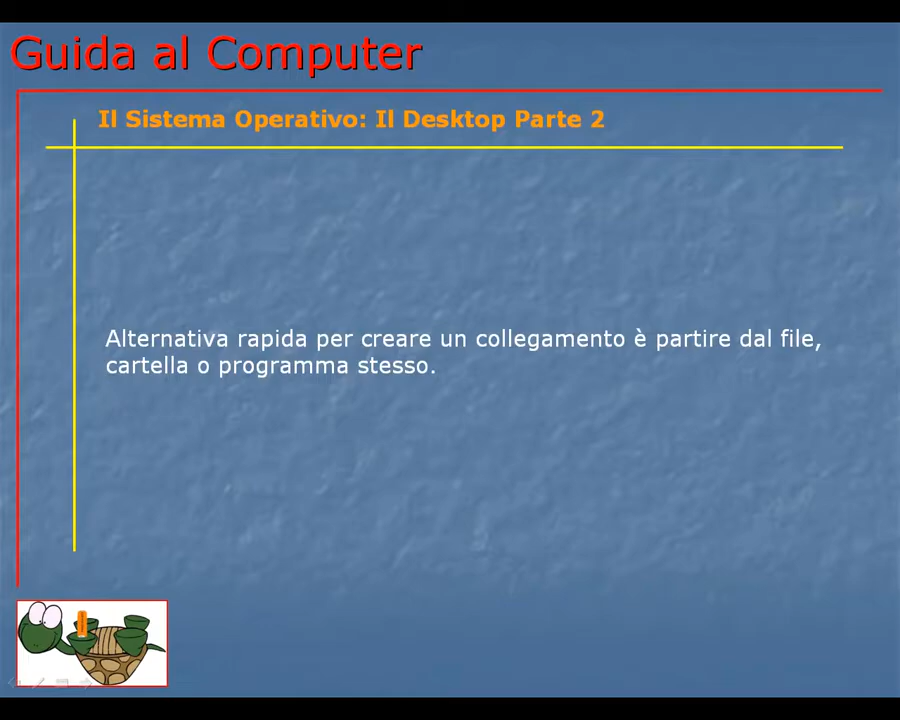 Guida al Computer
Il Sistema Operativo: Il Desktop Parte 2
Alternativa rapida per creare un collegamento è partire dal file,
cartella o programma stesso.